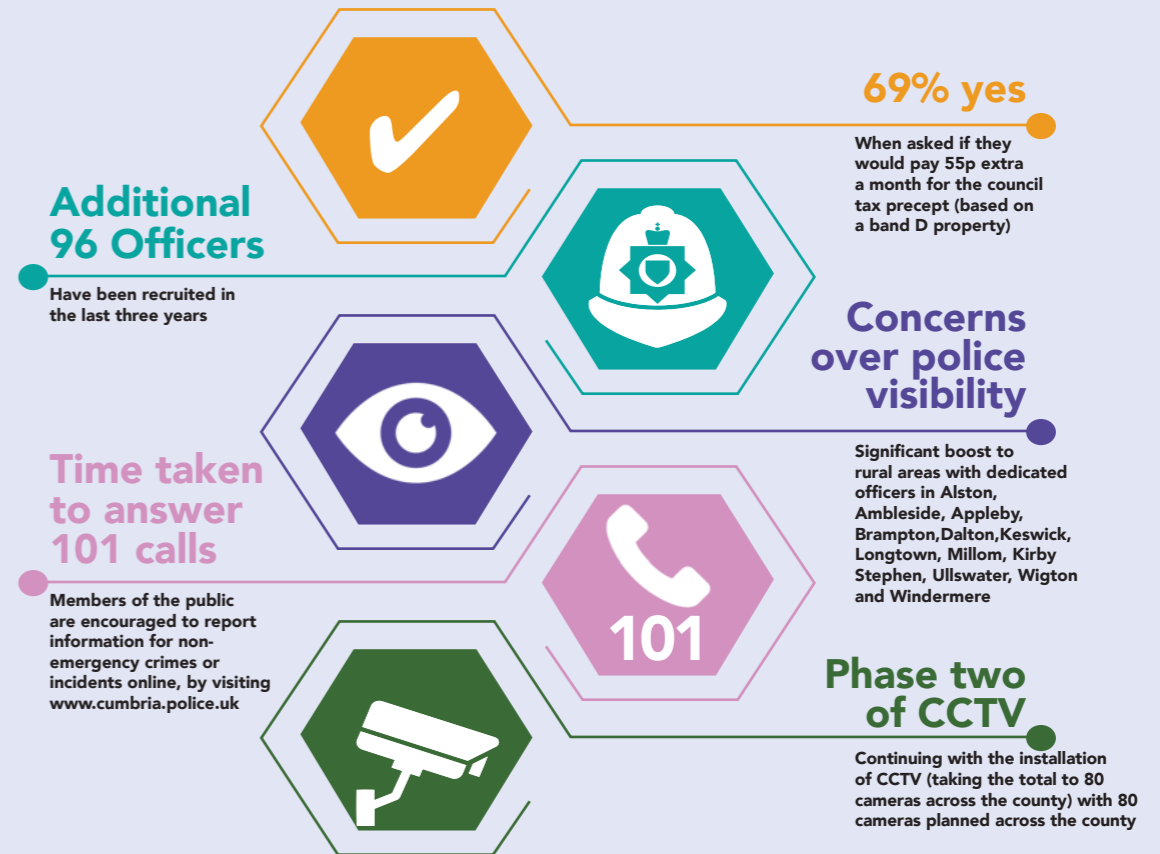 69% yes
When asked if they
would pay 55p extra
a month for the council
tax precept (based on
a band D property)
Additional
96 Officers
Have been recruited in
the last three years
Concerns
over police
visibility
Significant boost to
rural areas with dedicated
officers in Alston,
Ambleside, Appleby,
Brampton,Dalton,Keswick,
Longtown, Millom, Kirby
Stephen, Ullswater, Wigton
and Windermere
Time taken
to answer
101 calls
Members of the public
are encouraged to report
information for non-
emergency crimes or
incidents online, by visiting
www.cumbria.police.uk
101
Phase two
of CCTV
Continuing with the installation
of CCTV (taking the total to 80
cameras across the county) with 80
cameras planned across the county